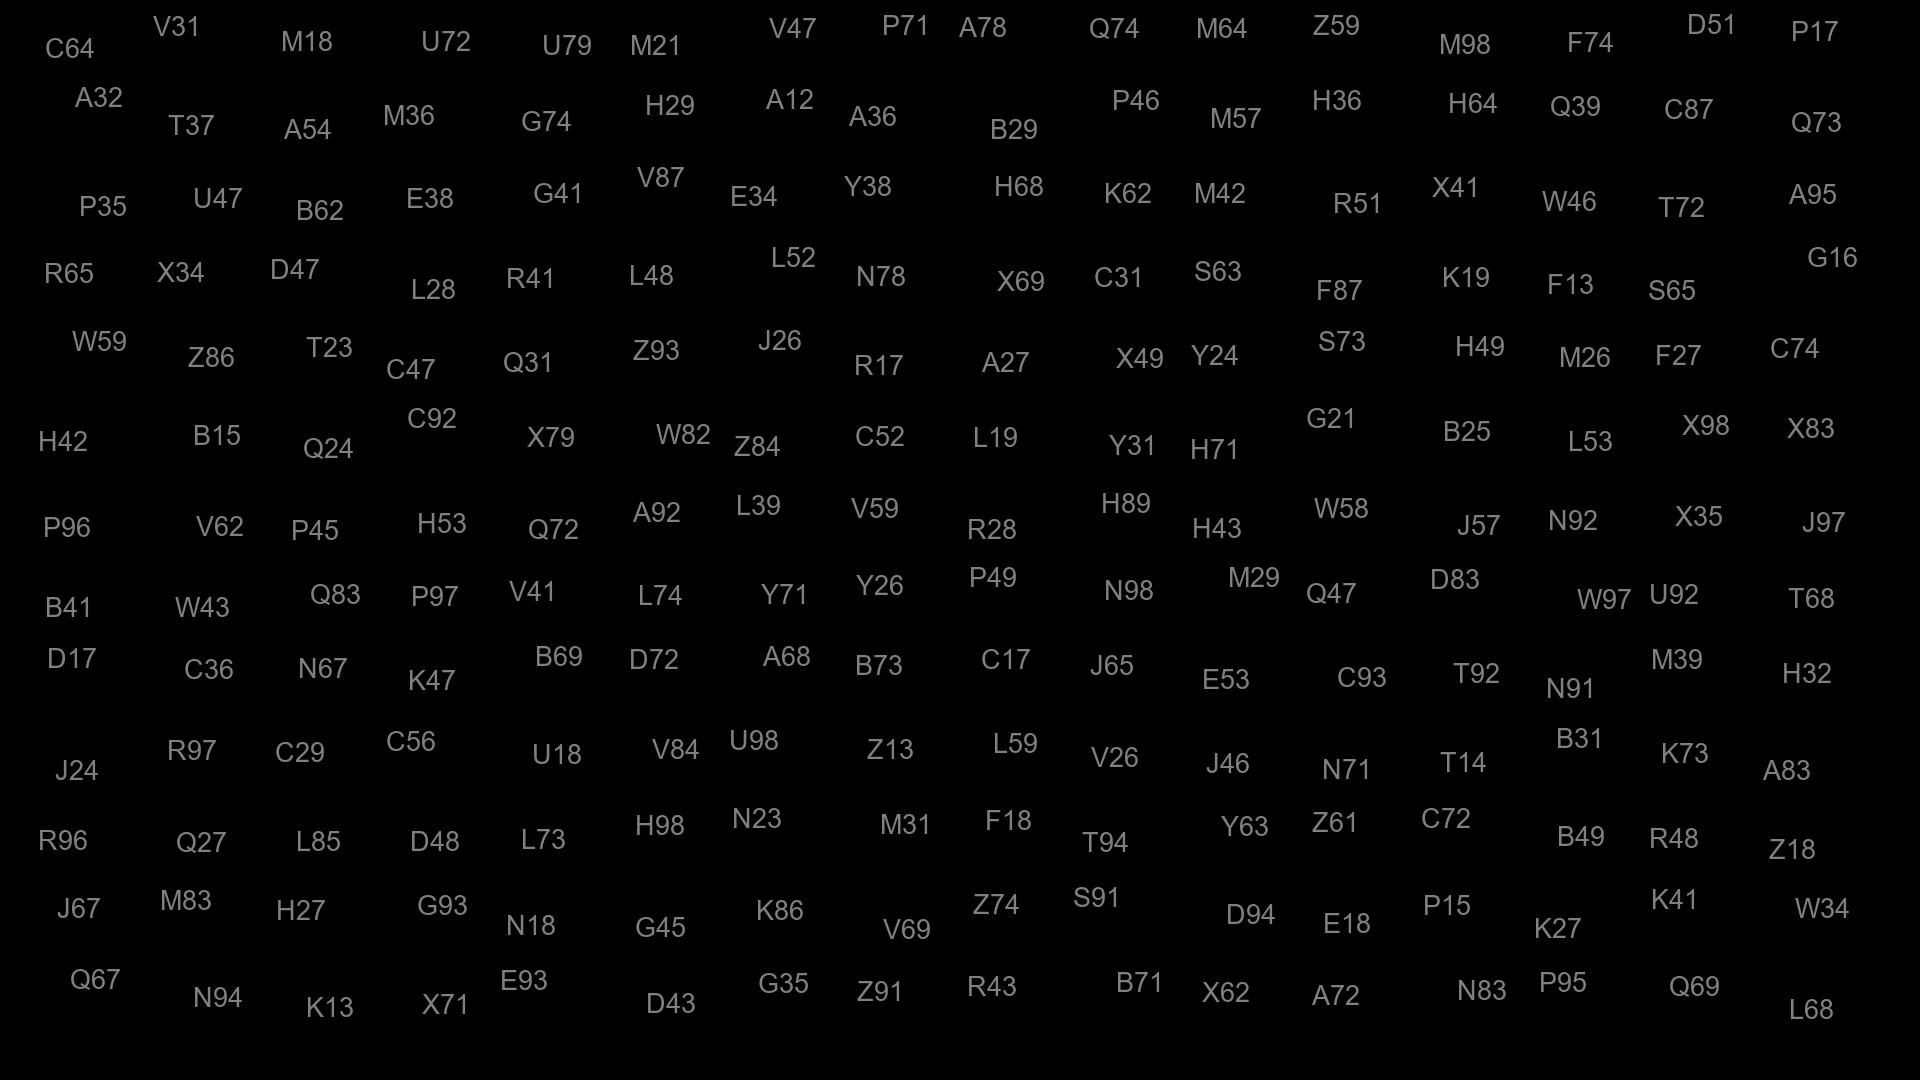 C64 V31 M18 U72 U79 M21 V47 P71 A78 Q74 M64 Z59 M98 F74 D51 P17
A32 T37 A54 M36 G74 H29 A12 A36 B29 P46 M57 H36 H64 Q39 C87 Q73
P35 U47 B62 E38 G41 V87 E34 Y38 H68 K62 M42 R51 X41 W46 T72 A95
R65 X34 D47 L28 R41 L48 L52 N78 X69 C31 S63 F87 K19 F13 S65 G16
W59 Z86 T23 C47 Q31 Z93 J26 R17 A27 X49 Y24 S73 H49 M26 F27 C74
H42 B15 Q24 C92 X79 W82 Z84 C52 L19 Y31 H71 G21 B25 L53 X98 X83
P96 V62 P45 H53 Q72 A92 L39 V59 R28 H89 H43 W58 J57 N92 X35 J97
B41 W43 Q83 P97 V41 L74 Y71 Y26 P49 N98 M29 Q47 D83 W97 U92 T68
D17 C36 N67 K47 B69 D72 A68 B73 C17 J65 E53 C93 T92 N91 M39 H32
J24 R97 C29 C56 U18 V84 U98 Z13 L59 V26 J46 N71 T14 B31 K73 A83
R96 Q27 L85 D48 L73 H98 N23 M31 F18 T94 Y63 Z61 C72 B49 R48 Z18
J67 M83 H27 G93 N18 G45 K86 V69 Z74 S91 D94 E18 P15 K27 K41 W34
Q67 N94 K13 X71 E93 D43 G35 Z91 R43 B71 X62 A72 N83 P95 Q69 L68